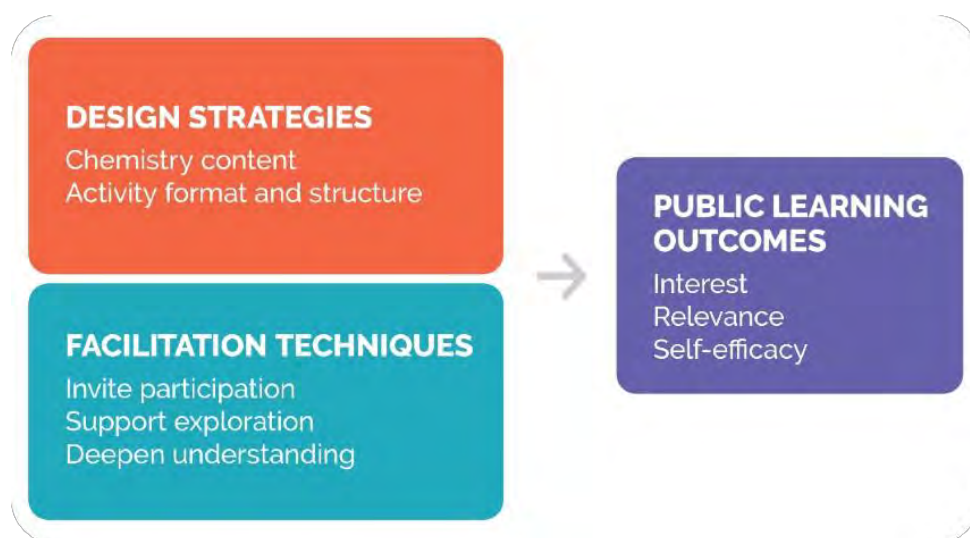 DESIGN STRATEGIES
Chemistry content
Activity format and structure
FACILITATION TECHNIQUES
Invite participation
Support exploration
Deepen understanding
PUBLIC LEARNING
OUTCOMES
Interest
Relevance
Self-efficacy